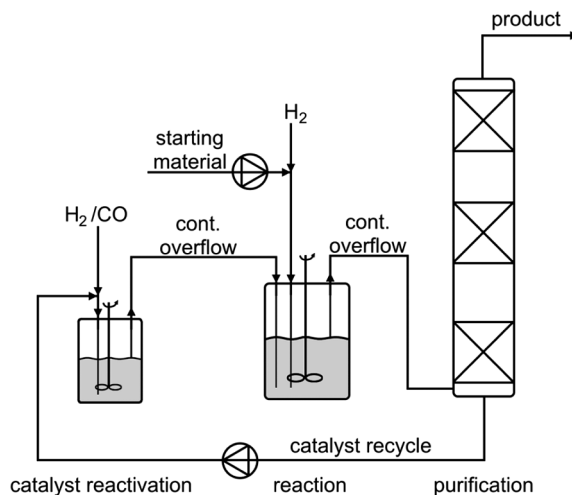 product
H₂
starting
material
H₂/CO
cont.
overflow
cont.
overflow
catalyst recycle
catalyst reactivation
reaction
purification